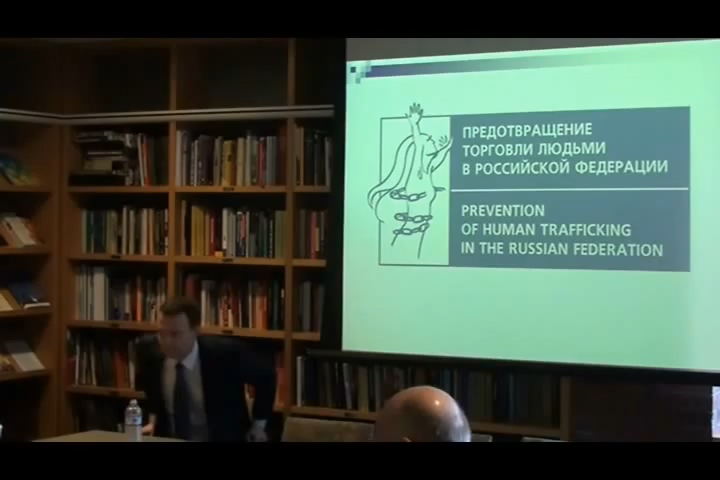 ПРЕДОТВРАЩЕНИЕ
ТОРГОВЛИ ЛЮДЬМИ
В РОССИЙСКОЙ ФЕДЕРАЦИИ
PREVENTION
OF HUMAN TRAFFICKING
IN THE RUSSIAN FEDERATION